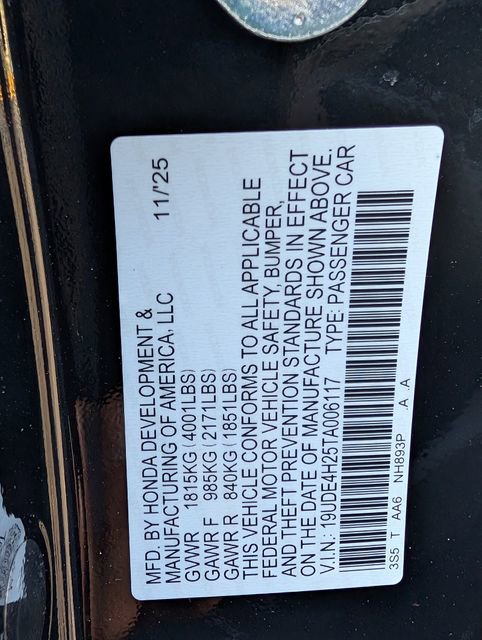 MFD. BY HONDA DEVELOPMENT &
MANUFACTURING OF AMERICA, LLC 11/'25
GVWR 1815KG (4001LBS)
GAWR F 985KG (2171LBS)
GAWR R 840KG (1851LBS)
THIS VEHICLE CONFORMS TO ALL APPLICABLE
FEDERAL MOTOR VEHICLE SAFETY, BUMPER,
AND THEFT PREVENTION STANDARDS IN EFFECT
ON THE DATE OF MANUFACTURE SHOWN ABOVE.
V.I.N.: 19UDE4H25TA006117 TYPE: PASSENGER CAR
3S5 T AA6 NH893P .A .A